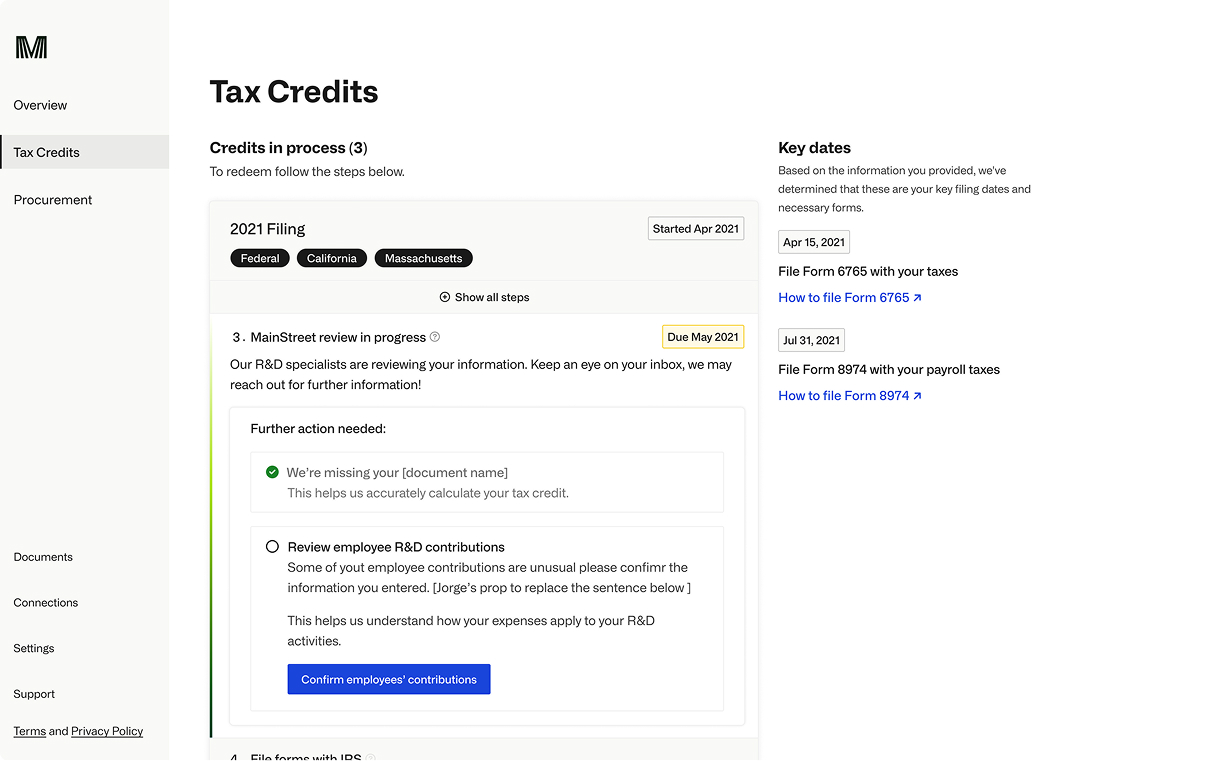 M
Overview
Tax Credits
Procurement
Documents
Connections
Settings
Support
Terms and Privacy Policy
Tax Credits
Credits in process (3)
To redeem follow the steps below.
2021 Filing
Started Apr 2021
Federal
California
Massachusetts
Show all steps
3. MainStreet review in progress ?
Due May 2021
Our R&D specialists are reviewing your information. Keep an eye on your inbox, we may
reach out for further information!
Further action needed:
We're missing your [document name]
This helps us accurately calculate your tax credit.
Review employee R&D contributions
Some of yout employee contributions are unusual please confimr the
information you entered. [Jorge's prop to replace the sentence below ]
This helps us understand how your expenses apply to your R&D
activities.
Confirm employees' contributions
4. File forms with IRS ?
Key dates
Based on the information you provided, we've
determined that these are your key filing dates and
necessary forms.
Apr 15, 2021
File Form 6765 with your taxes
How to file Form 6765 ↗
Jul 31, 2021
File Form 8974 with your payroll taxes
How to file Form 8974 ↗